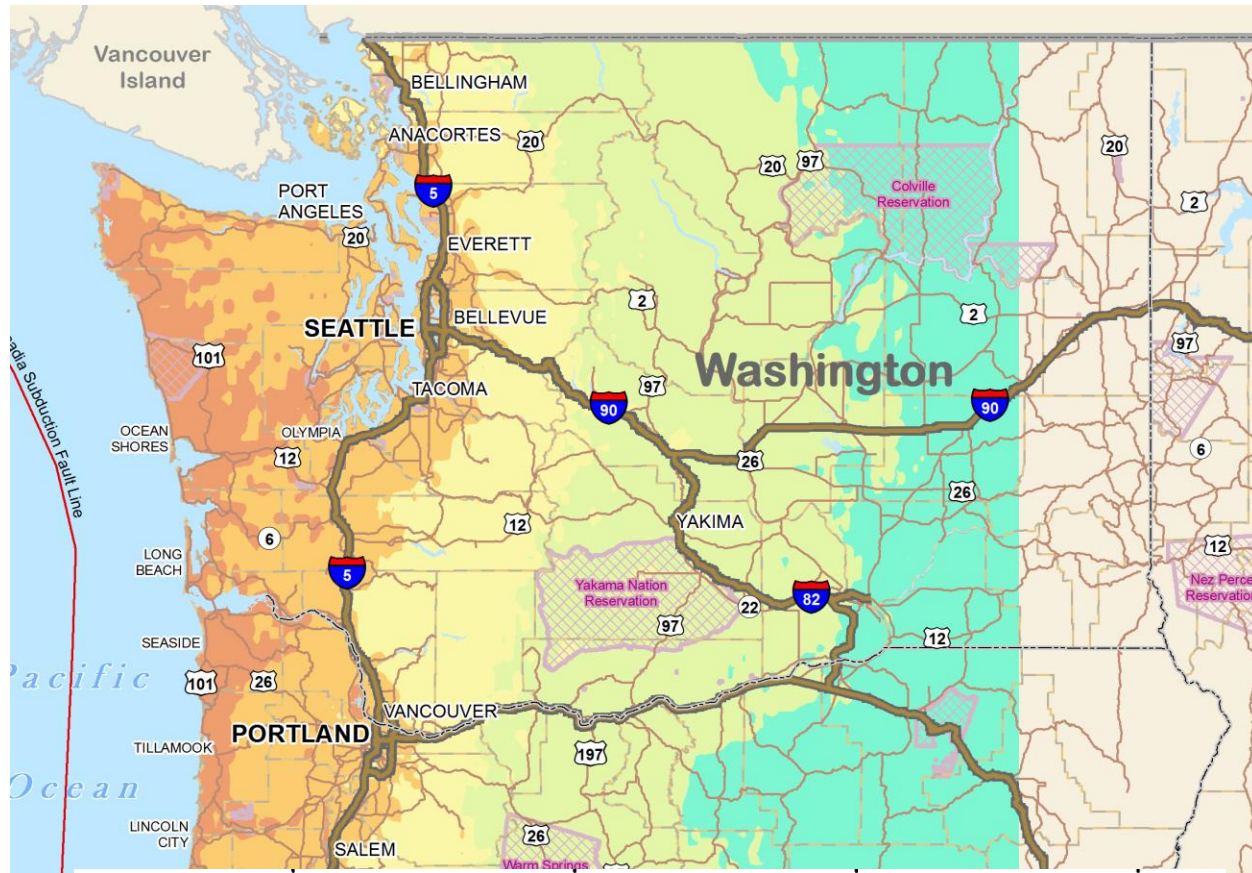 Vancouver
Island
BELLINGHAM
ANACORTES
20
20
97
20
2
PORT
ANGELES
5
Colville
Reservation
20
EVERETT
2
2
SEATTLE
BELLEVUE
101
Washington
97
97
TACOMA
90
90
adia Subduction Fault Line
OCEAN
SHORES
OLYMPIA
12
26
6
26
12
YAKIMA
6
LONG
BEACH
5
Yakama Nation
Reservation
82
22
97
12
Nez Perce
Reservation
12
SEASIDE
Pacific
Ocean
101
26
VANCOUVER
PORTLAND
TILLAMOOK
197
LINCOLN
CITY
SALEM
26
Warm Springs